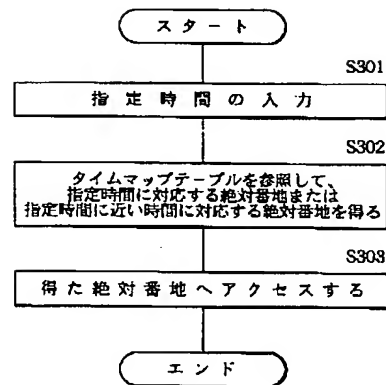 スタート
S301
指定時間の入力
S302
タイムマップテーブルを参照して、
指定時間に対応する絶対番地または
指定時間に近い時間に対応する絶対番地を得る
S303
得た絶対番地へアクセスする
エンド